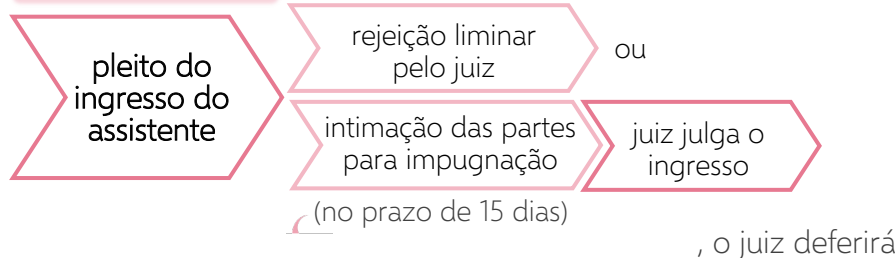 pleito do
ingresso do
assistente
rejeição liminar
pelo juiz
ou
intimação das partes
para impugnação
juiz julga o
ingresso
(no prazo de 15 dias)
, o juiz deferirá